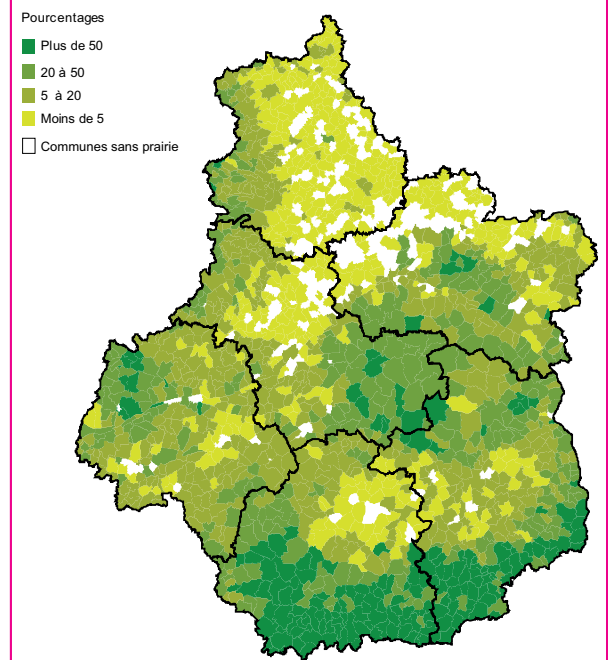 Pourcentages
Plus de 50
20 à 50
5 à 20
Moins de 5
Communes sans prairie